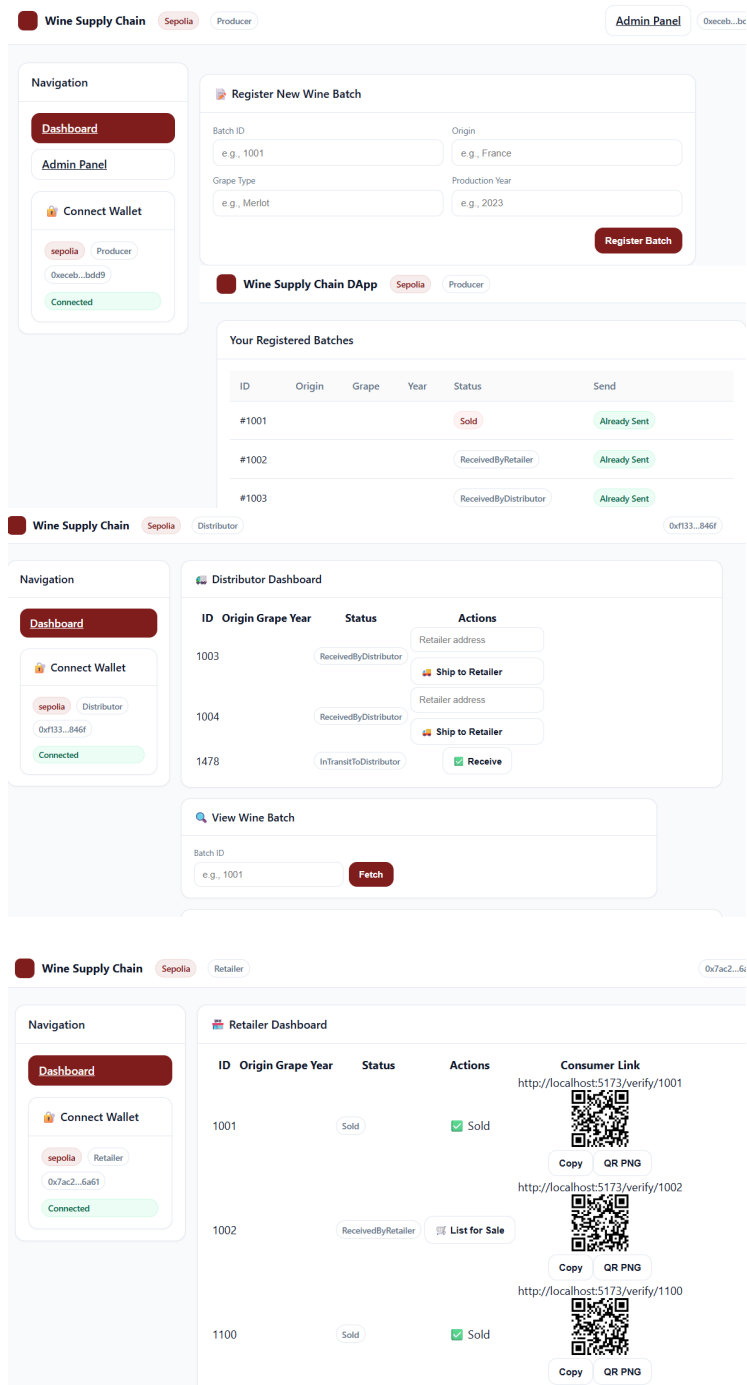 Wine Supply Chain Sepolia Producer Admin Panel 0xeceb...bd
Navigation
Dashboard
Admin Panel
🔐 Connect Wallet
sepolia Producer
0xeceb...bdd9
Connected
📝 Register New Wine Batch
Batch ID Origin
e.g., 1001 e.g., France
Grape Type Production Year
e.g., Merlot e.g., 2023
Register Batch
Wine Supply Chain DApp Sepolia Producer
Your Registered Batches
ID Origin Grape Year Status Send
#1001 Sold Already Sent
#1002 ReceivedByRetailer Already Sent
#1003 ReceivedByDistributor Already Sent
Wine Supply Chain Sepolia Distributor 0xf133...846f
Navigation
Dashboard
🔐 Connect Wallet
sepolia Distributor
0xf133...846f
Connected
🚛 Distributor Dashboard
ID Origin Grape Year Status Actions
Retailer address
1003 ReceivedByDistributor
🚚 Ship to Retailer
Retailer address
1004 ReceivedByDistributor
🚚 Ship to Retailer
1478 InTransitToDistributor ✅ Receive
🔍 View Wine Batch
Batch ID
e.g., 1001 Fetch
Wine Supply Chain Sepolia Retailer 0x7ac2...6a
Navigation
Dashboard
🔐 Connect Wallet
sepolia Retailer
0x7ac2...6a61
Connected
🏪 Retailer Dashboard
ID Origin Grape Year Status Actions Consumer Link
http://localhost:5173/verify/1001
1001 Sold ✅ Sold
Copy QR PNG
http://localhost:5173/verify/1002
1002 ReceivedByRetailer 🛒 List for Sale
Copy QR PNG
http://localhost:5173/verify/1100
1100 Sold ✅ Sold
Copy QR PNG